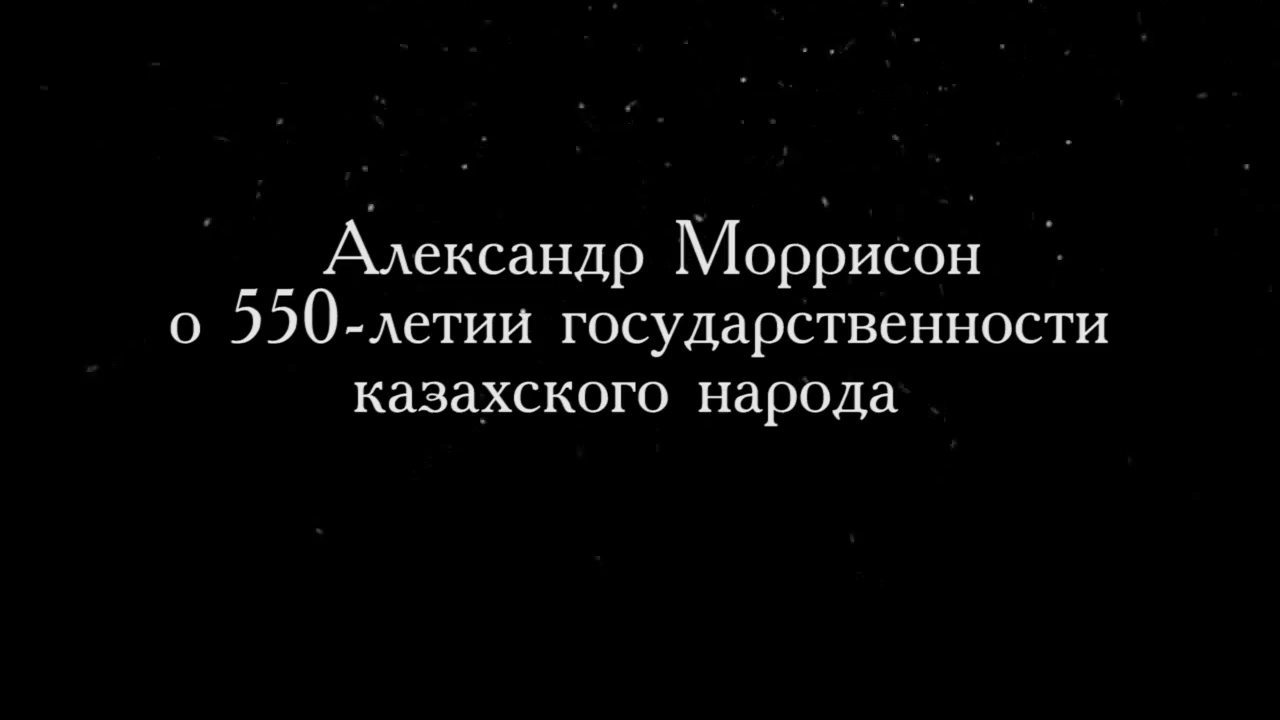 Александр Моррисон
о 550-летии государственности
казахского народа